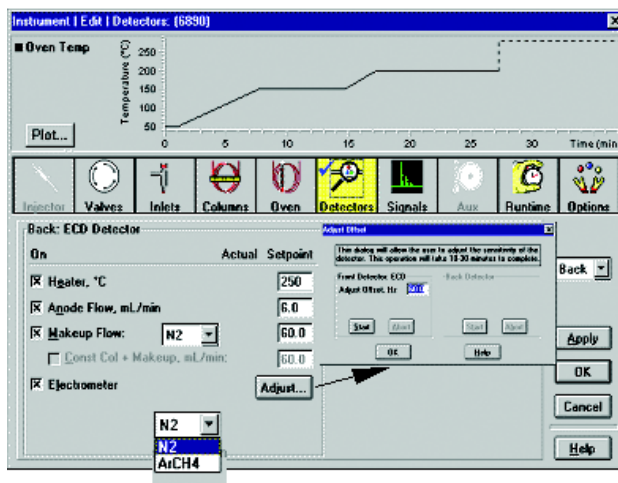 Instrument | Edit | Detectors: (6890)
Oven Temp
Temperature (°C)
250
200
150
100
50
0
5
10
15
20
25
30
Time (min
Plot...
Injector
Valves
Inlets
Columns
Oven
Detectors
Signals
Aux
Runtime
Options
Back: ECD Detector
On
Actual
Setpoint
Heater, °C
250
Anode Flow, mL/min
6.0
Makeup Flow:
N2
60.0
Const Col + Makeup, mL/min:
60.0
Electrometer
Adjust...
N2
N2
ArCH4
Adjust Offset
This dialog will allow the user to adjust the sensitivity of the
detector. This operation will take 10-30 minutes to complete.
Front Detector, ECD
Back Detector
Adjust Offset, Hz
Start
Abort
Start
Abort
OK
Help
Back
Apply
OK
Cancel
Help